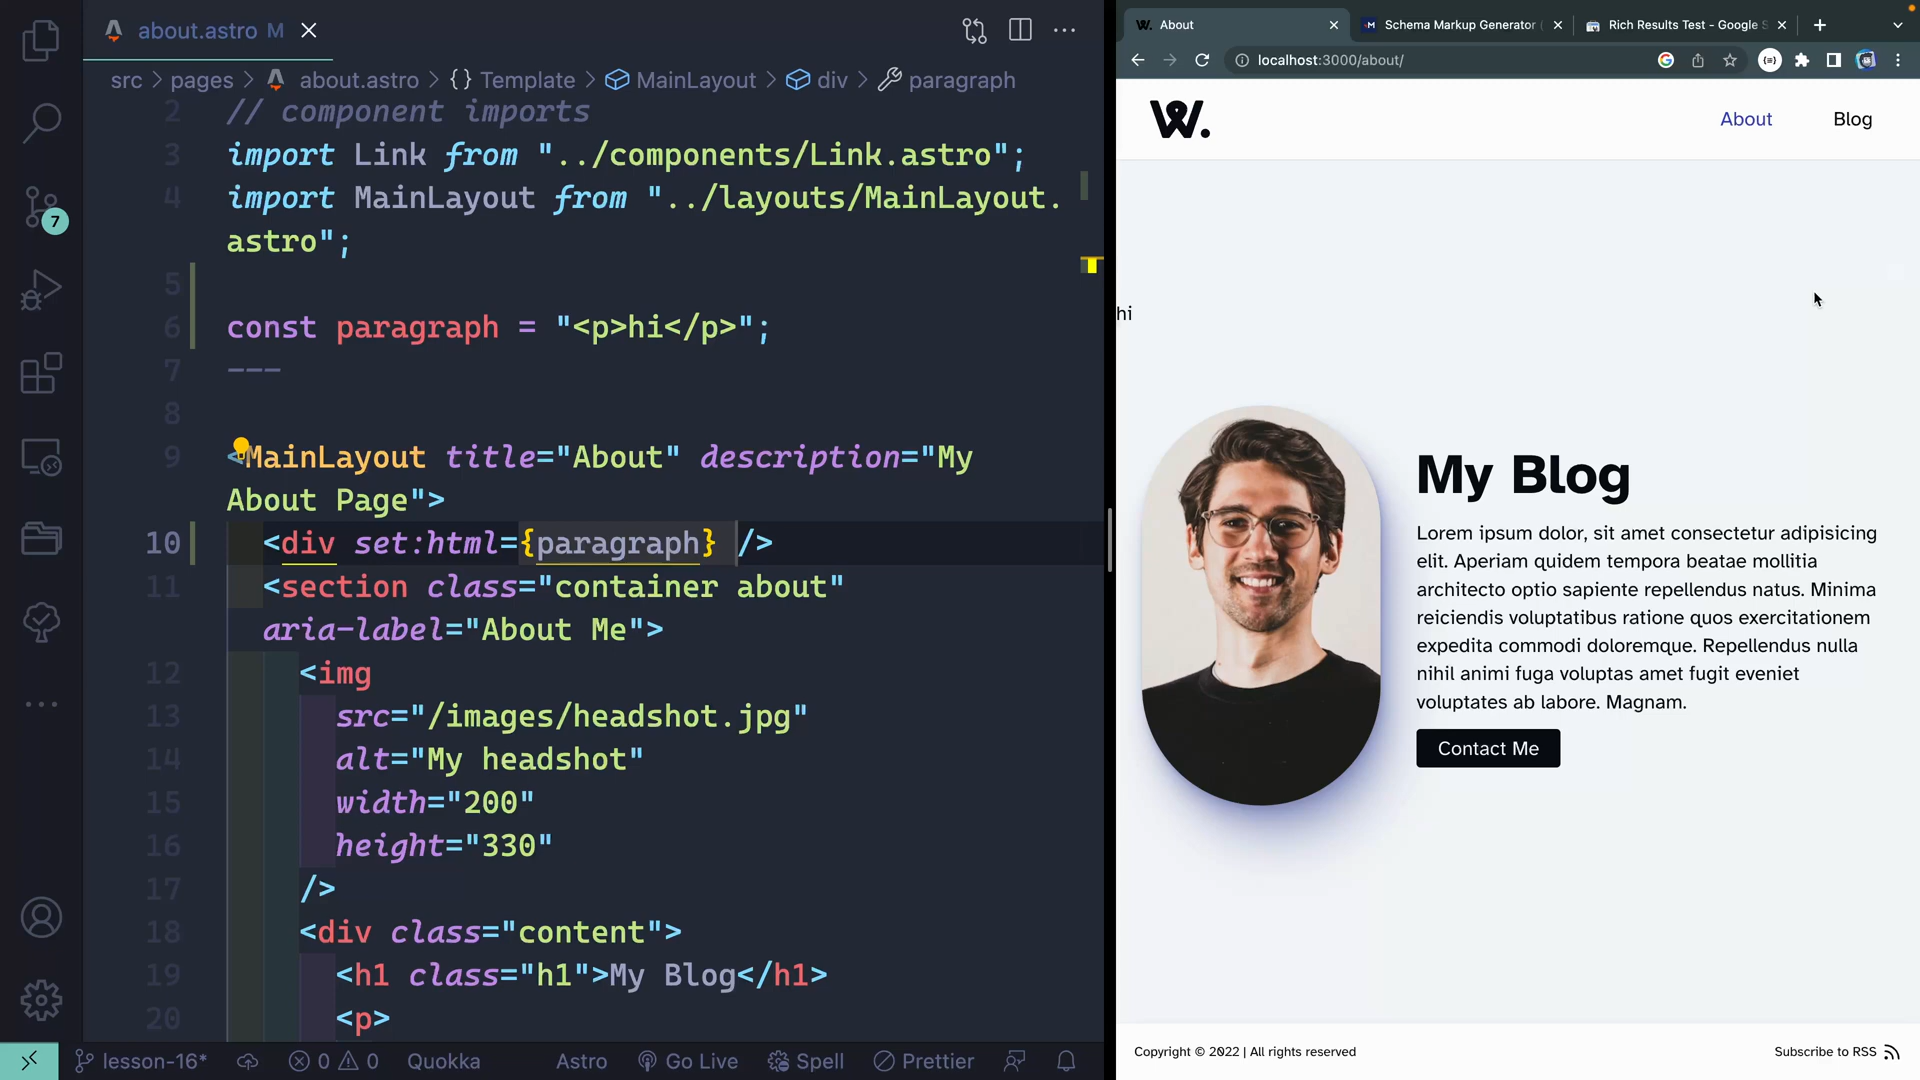 about.astro M
src > pages > about.astro > {} Template > MainLayout > div > paragraph
2 // component imports
3 import Link from "../components/Link.astro";
4 import MainLayout from "../layouts/MainLayout.
astro";
5
6 const paragraph = "<p>hi</p>";
7 ---
8
9 <MainLayout title="About" description="My
About Page">
10 <div set:html={paragraph} />
11 <section class="container about"
aria-label="About Me">
12 <img
13 src="/images/headshot.jpg"
14 alt="My headshot"
15 width="200"
16 height="330"
17 />
18 <div class="content">
19 <h1 class="h1">My Blog</h1>
20 <p>
7
lesson-16* 0 0 Quokka Astro Go Live Spell Prettier
W. About
M Schema Markup Generator (
Rich Results Test - Google S
localhost:3000/about/
W.
About
Blog
hi
My Blog
Lorem ipsum dolor, sit amet consectetur adipisicing
elit. Aperiam quidem tempora beatae mollitia
architecto optio sapiente repellendus natus. Minima
reiciendis voluptatibus ratione quos exercitationem
expedita commodi doloremque. Repellendus nulla
nihil animi fuga voluptas amet fugit eveniet
voluptates ab labore. Magnam.
Contact Me
Copyright © 2022 | All rights reserved
Subscribe to RSS